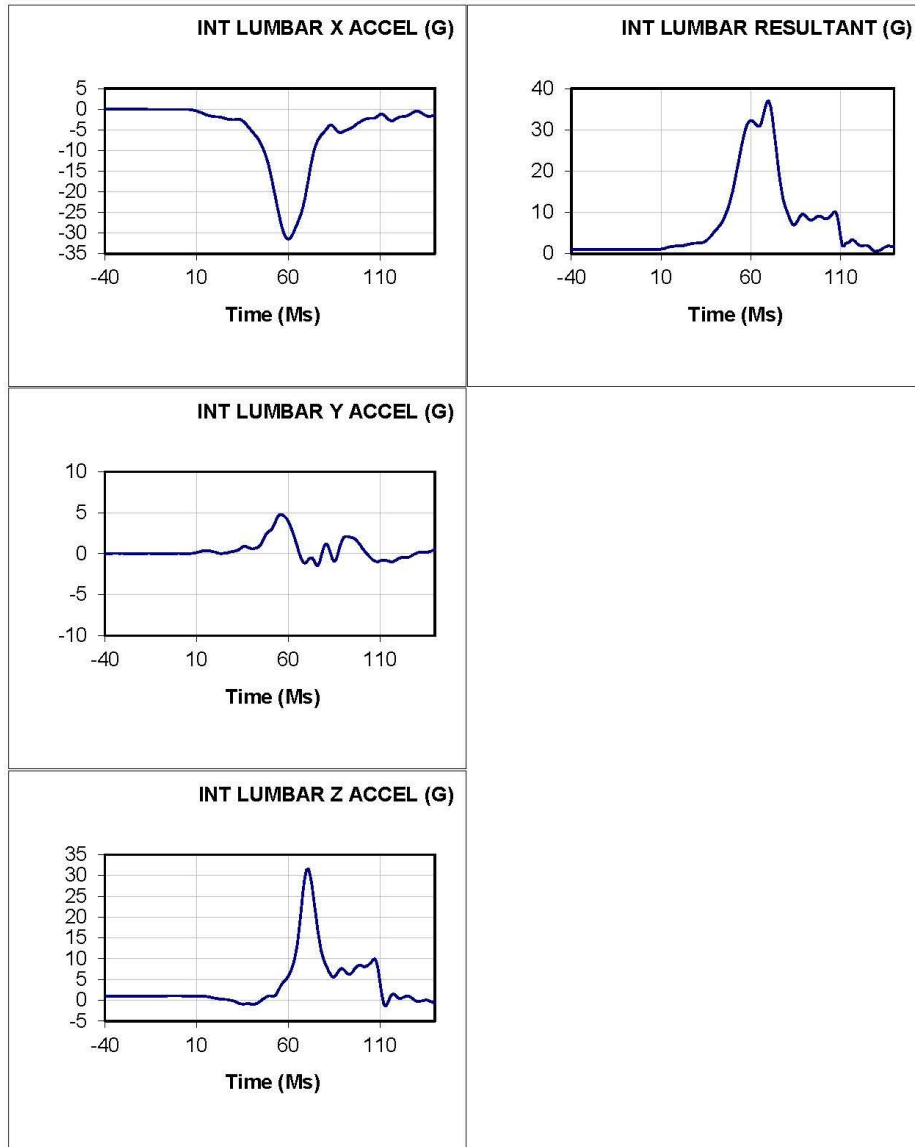 INT LUMBAR X ACCEL (G)
5
0
-5
-10
-15
-20
-25
-30
-35
-40 10 60 110
Time (Ms)
INT LUMBAR RESULTANT (G)
40
30
20
10
0
-40 10 60 110
Time (Ms)
INT LUMBAR Y ACCEL (G)
10
5
0
-5
-10
-40 10 60 110
Time (Ms)
INT LUMBAR Z ACCEL (G)
35
30
25
20
15
10
5
0
-5
-40 10 60 110
Time (Ms)